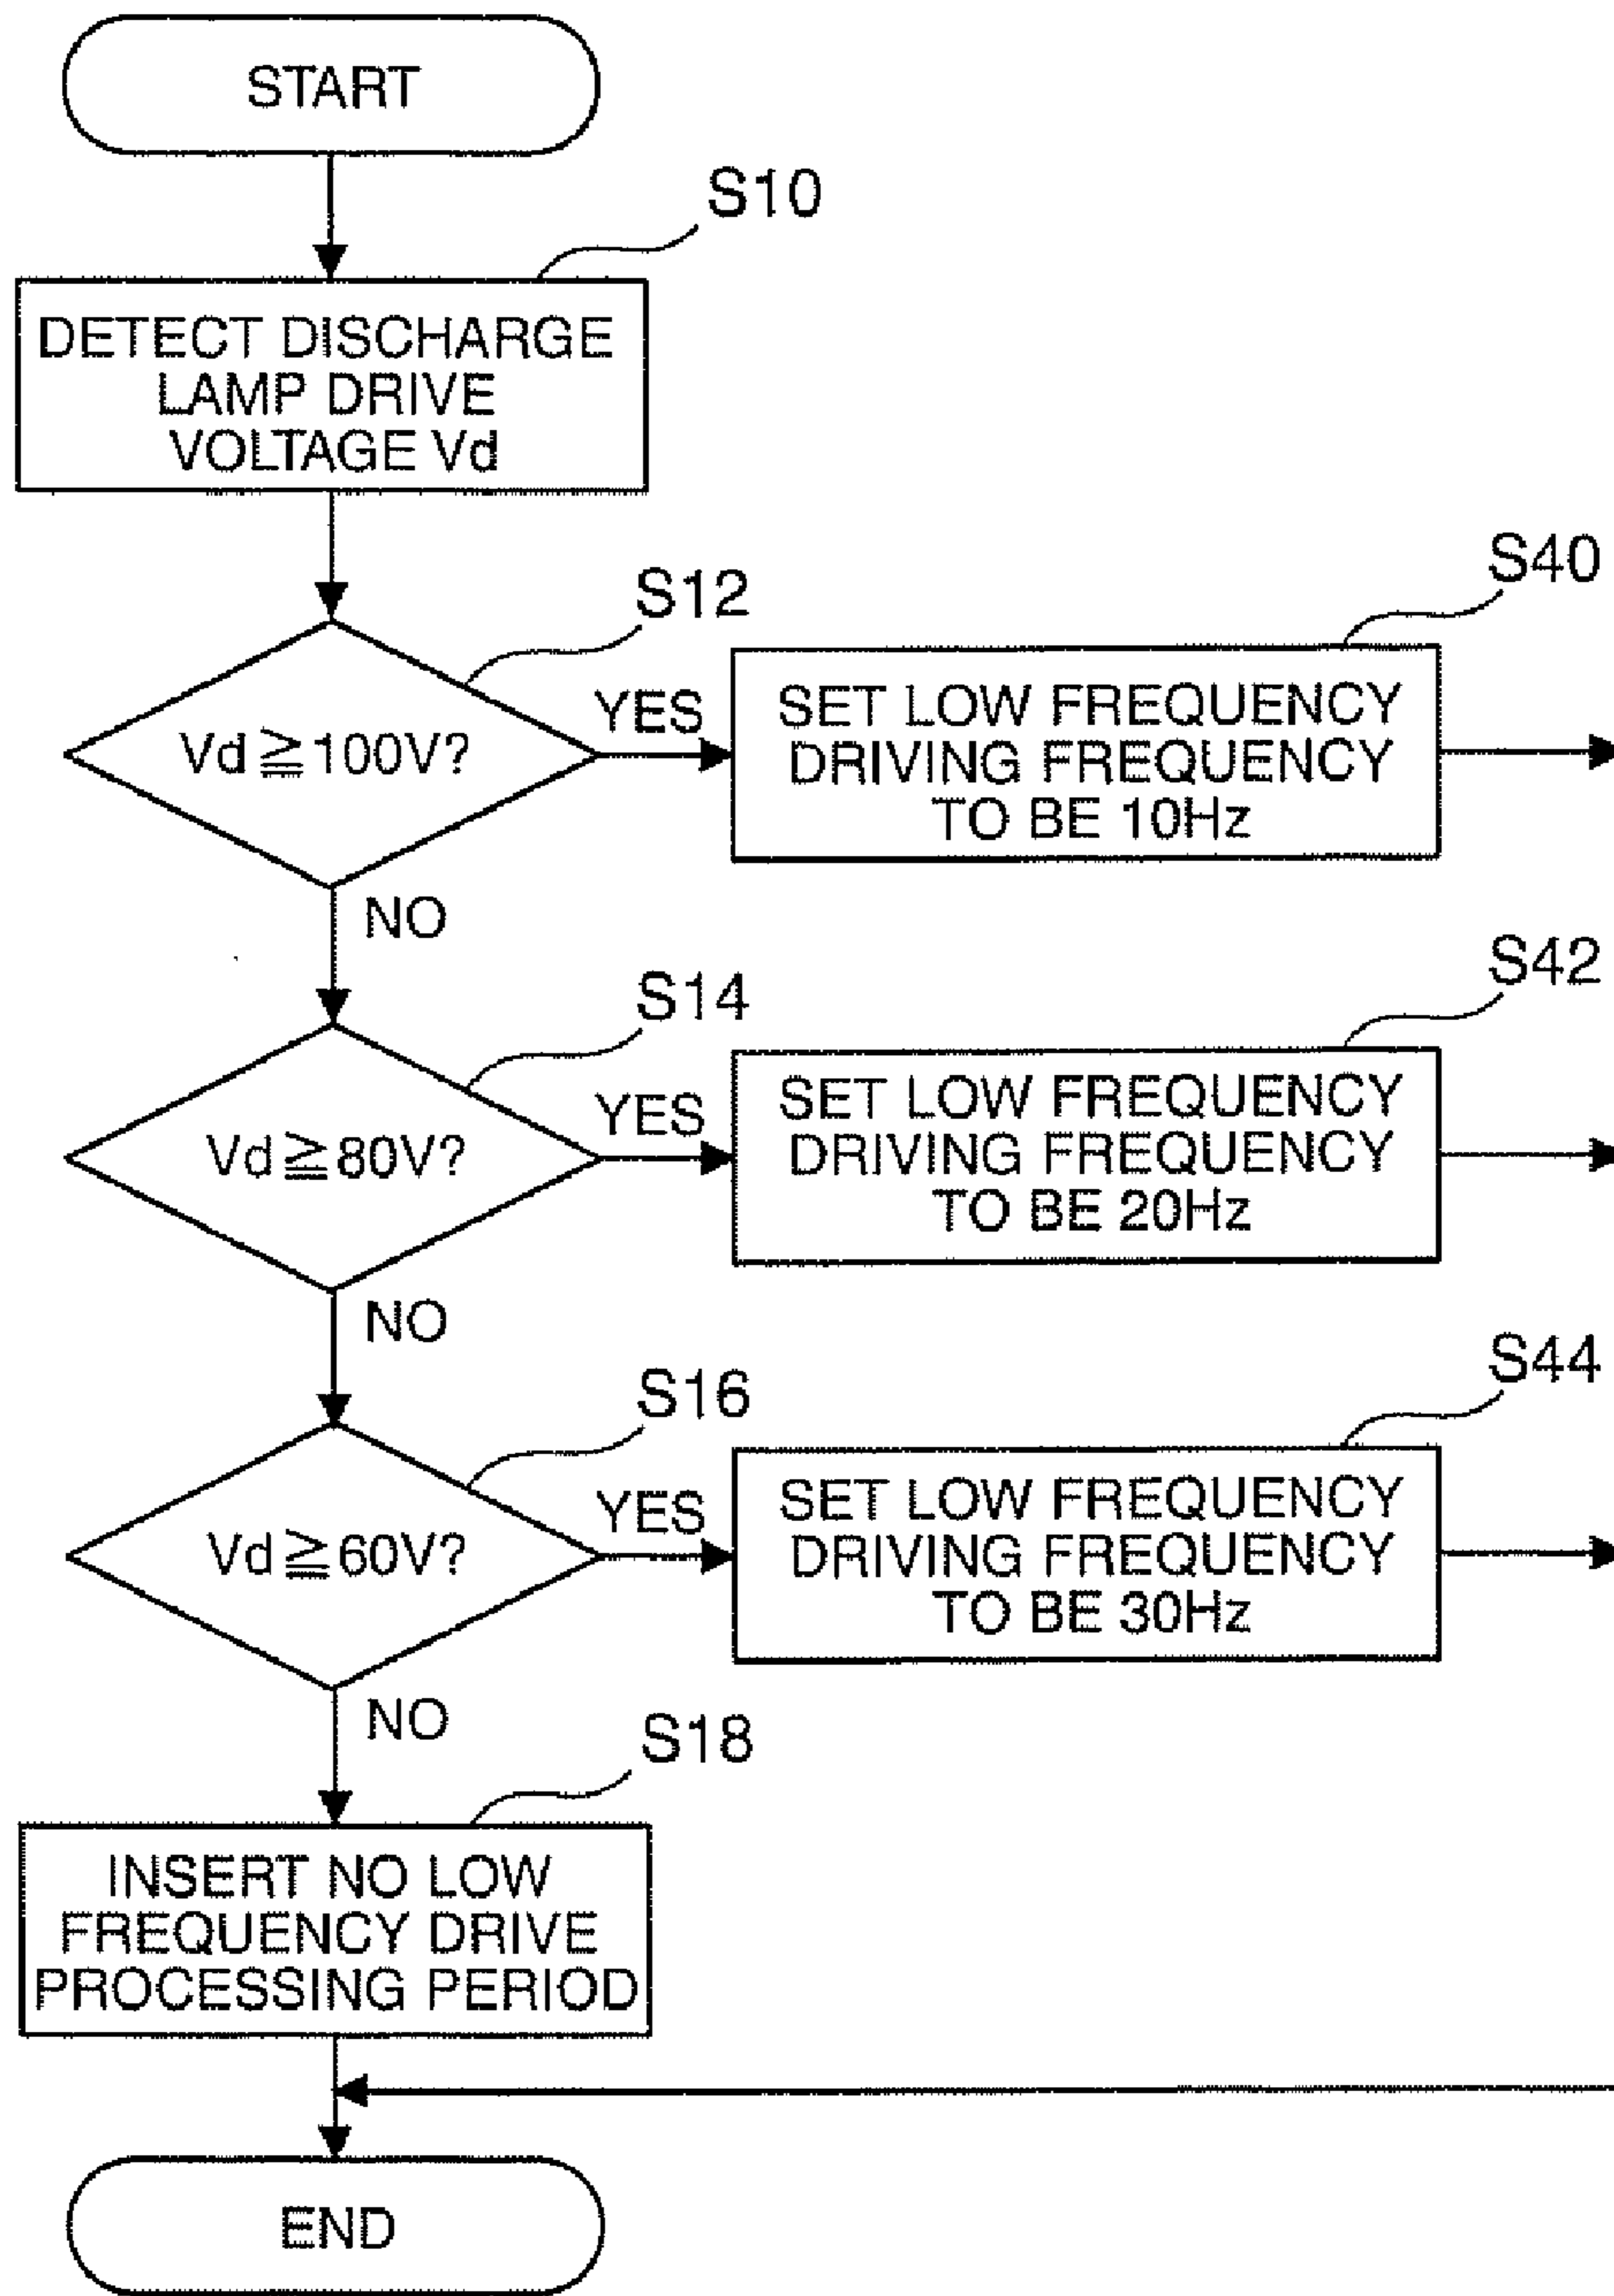 START
S10
DETECT DISCHARGE
LAMP DRIVE
VOLTAGE Vd
S12
Vd ≧ 100V?
YES
NO
S40
SET LOW FREQUENCY
DRIVING FREQUENCY
TO BE 10Hz
S14
Vd ≧ 80V?
YES
NO
S42
SET LOW FREQUENCY
DRIVING FREQUENCY
TO BE 20Hz
S16
Vd ≧ 60V?
YES
NO
S44
SET LOW FREQUENCY
DRIVING FREQUENCY
TO BE 30Hz
S18
INSERT NO LOW
FREQUENCY DRIVE
PROCESSING PERIOD
END